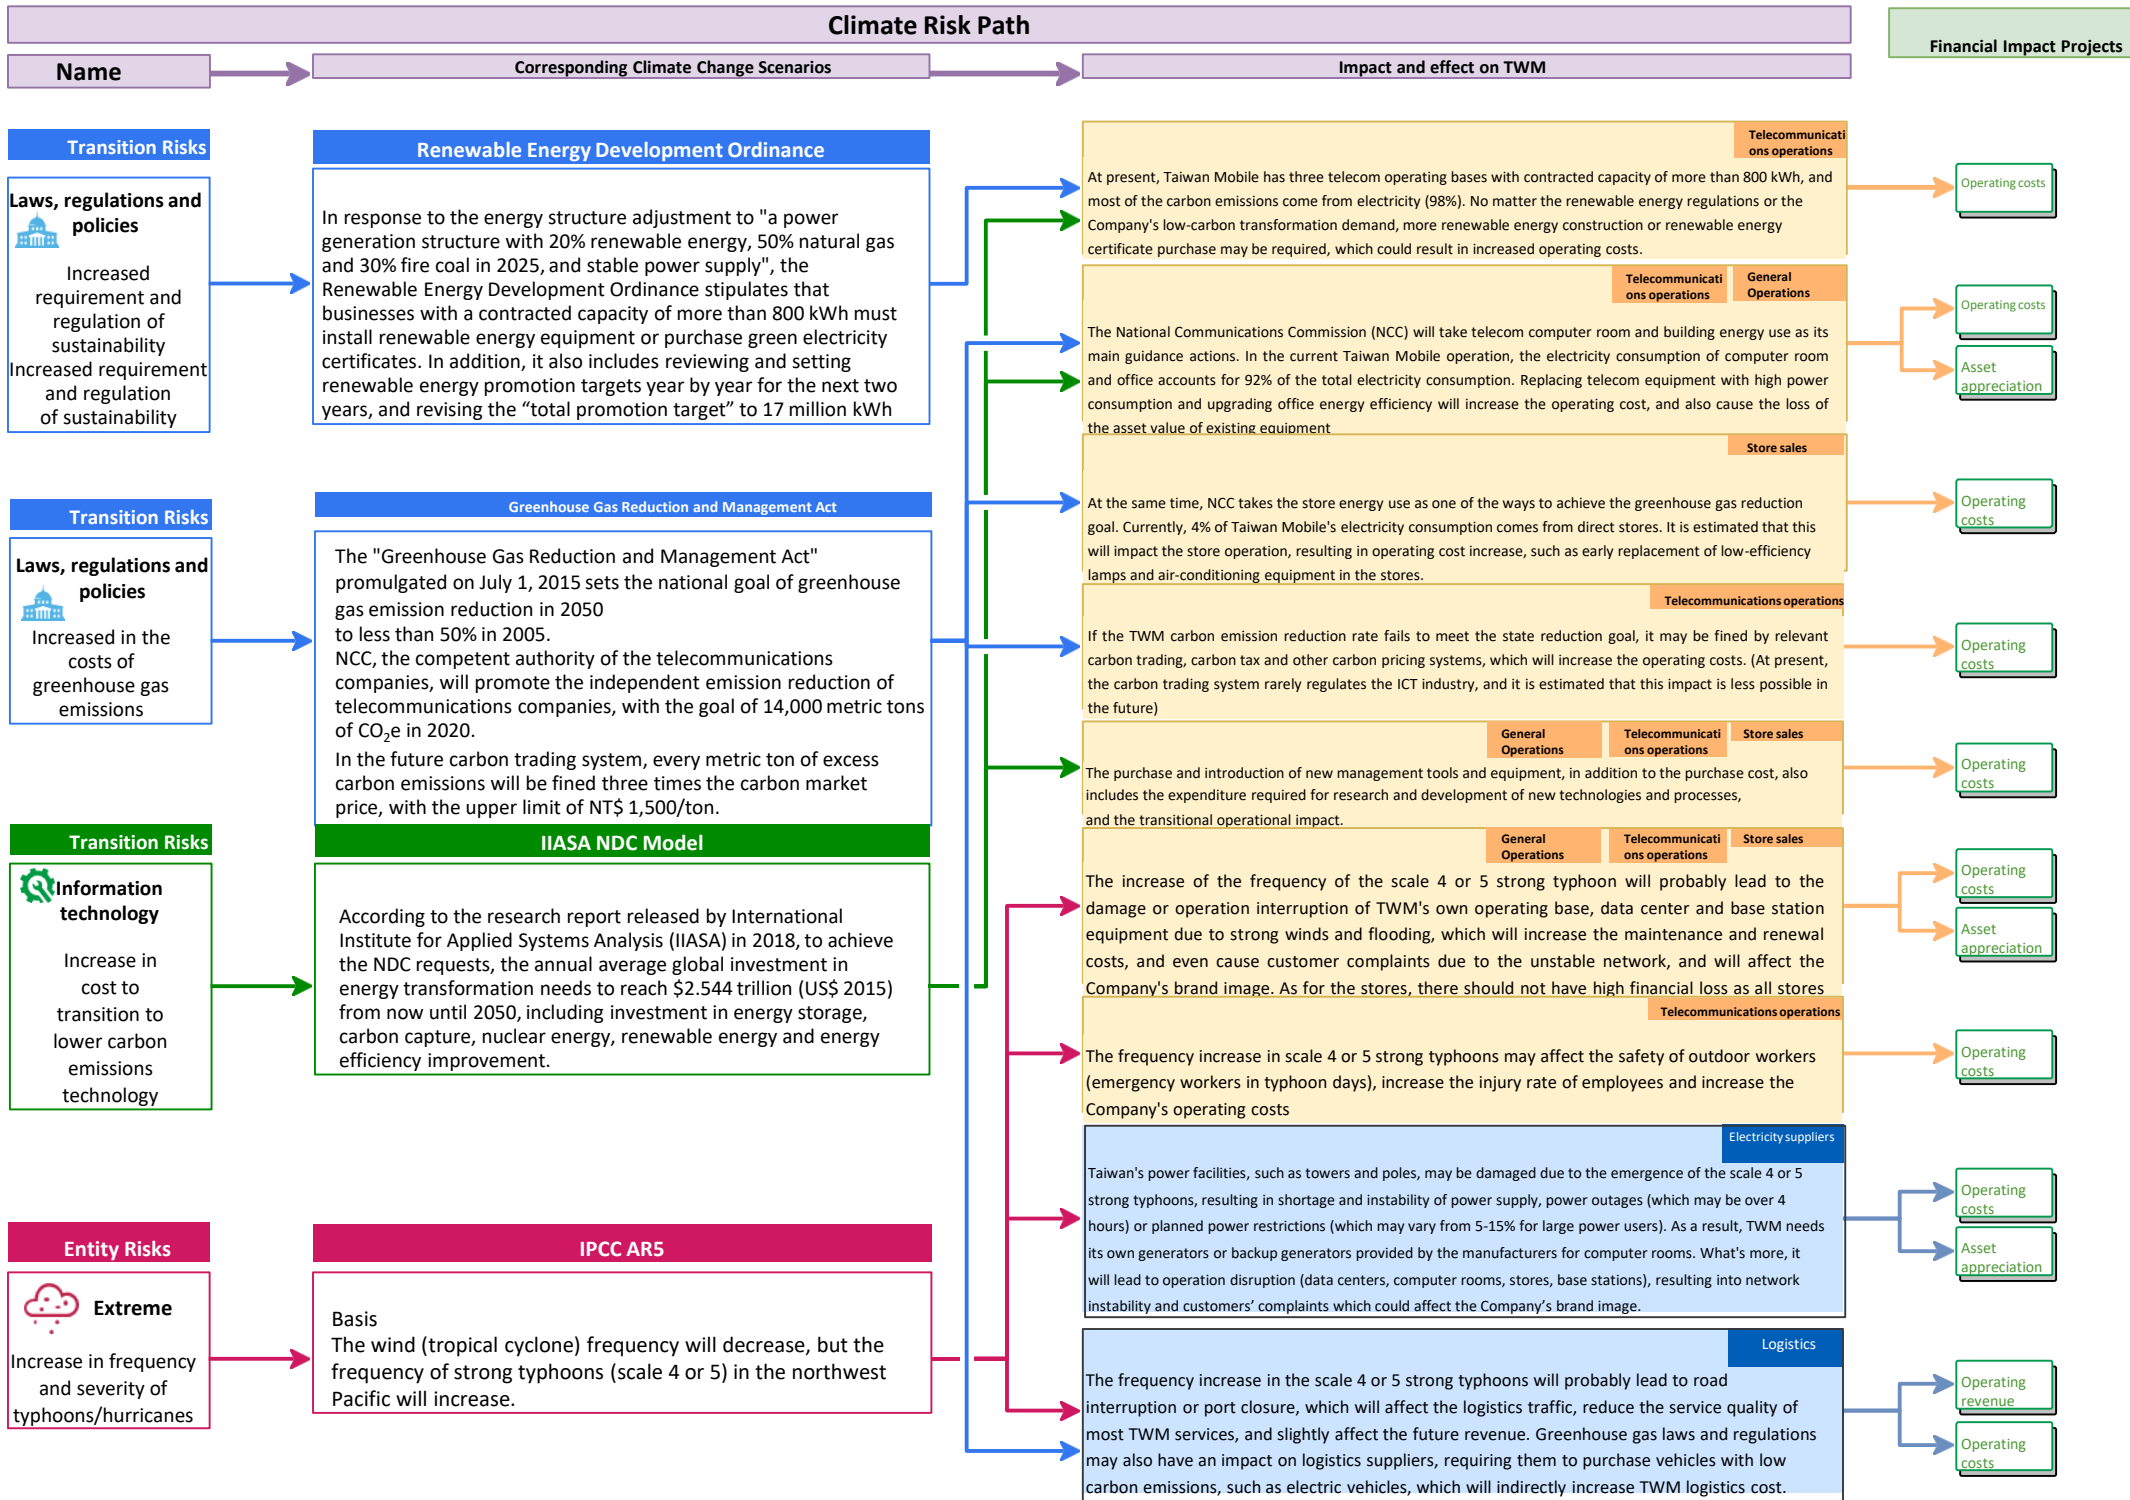 Climate Risk Path
Financial Impact Projects
Name
Corresponding Climate Change Scenarios
Impact and effect on TWM
Transition Risks
Laws, regulations and
policies
Increased
requirement and
regulation of
sustainability
Increased requirement
and regulation
of sustainability
Renewable Energy Development Ordinance
In response to the energy structure adjustment to "a power
generation structure with 20% renewable energy, 50% natural gas
and 30% fire coal in 2025, and stable power supply", the
Renewable Energy Development Ordinance stipulates that
businesses with a contracted capacity of more than 800 kWh must
install renewable energy equipment or purchase green electricity
certificates. In addition, it also includes reviewing and setting
renewable energy promotion targets year by year for the next two
years, and revising the “total promotion target” to 17 million kWh
Transition Risks
Laws, regulations and
policies
Increased in the
costs of
greenhouse gas
emissions
Greenhouse Gas Reduction and Management Act
The "Greenhouse Gas Reduction and Management Act"
promulgated on July 1, 2015 sets the national goal of greenhouse
gas emission reduction in 2050
to less than 50% in 2005.
NCC, the competent authority of the telecommunications
companies, will promote the independent emission reduction of
telecommunications companies, with the goal of 14,000 metric tons
of CO₂e in 2020.
In the future carbon trading system, every metric ton of excess
carbon emissions will be fined three times the carbon market
price, with the upper limit of NT$ 1,500/ton.
Transition Risks
Information
technology
Increase in
cost to
transition to
lower carbon
emissions
technology
IIASA NDC Model
According to the research report released by International
Institute for Applied Systems Analysis (IIASA) in 2018, to achieve
the NDC requests, the annual average global investment in
energy transformation needs to reach $2.544 trillion (US$ 2015)
from now until 2050, including investment in energy storage,
carbon capture, nuclear energy, renewable energy and energy
efficiency improvement.
Entity Risks
Extreme
Increase in frequency
and severity of
typhoons/hurricanes
IPCC AR5
Basis
The wind (tropical cyclone) frequency will decrease, but the
frequency of strong typhoons (scale 4 or 5) in the northwest
Pacific will increase.
Telecommunicati
ons operations
At present, Taiwan Mobile has three telecom operating bases with contracted capacity of more than 800 kWh, and
most of the carbon emissions come from electricity (98%). No matter the renewable energy regulations or the
Company's low-carbon transformation demand, more renewable energy construction or renewable energy
certificate purchase may be required, which could result in increased operating costs.
Operating costs
Telecommunicati
ons operations
General
Operations
The National Communications Commission (NCC) will take telecom computer room and building energy use as its
main guidance actions. In the current Taiwan Mobile operation, the electricity consumption of computer room
and office accounts for 92% of the total electricity consumption. Replacing telecom equipment with high power
consumption and upgrading office energy efficiency will increase the operating cost, and also cause the loss of
the asset value of existing equipment
Operating costs
Asset
appreciation
Store sales
At the same time, NCC takes the store energy use as one of the ways to achieve the greenhouse gas reduction
goal. Currently, 4% of Taiwan Mobile's electricity consumption comes from direct stores. It is estimated that this
will impact the store operation, resulting in operating cost increase, such as early replacement of low-efficiency
lamps and air-conditioning equipment in the stores.
Operating
costs
Telecommunications operations
If the TWM carbon emission reduction rate fails to meet the state reduction goal, it may be fined by relevant
carbon trading, carbon tax and other carbon pricing systems, which will increase the operating costs. (At present,
the carbon trading system rarely regulates the ICT industry, and it is estimated that this impact is less possible in
the future)
Operating
costs
General
Operations
Telecommunicati
ons operations
Store sales
The purchase and introduction of new management tools and equipment, in addition to the purchase cost, also
includes the expenditure required for research and development of new technologies and processes,
and the transitional operational impact.
Operating
costs
General
Operations
Telecommunicati
ons operations
Store sales
The increase of the frequency of the scale 4 or 5 strong typhoon will probably lead to the
damage or operation interruption of TWM's own operating base, data center and base station
equipment due to strong winds and flooding, which will increase the maintenance and renewal
costs, and even cause customer complaints due to the unstable network, and will affect the
Company's brand image. As for the stores, there should not have high financial loss as all stores
Operating
costs
Asset
appreciation
Telecommunications operations
The frequency increase in scale 4 or 5 strong typhoons may affect the safety of outdoor workers
(emergency workers in typhoon days), increase the injury rate of employees and increase the
Company's operating costs
Operating
costs
Electricity suppliers
Taiwan's power facilities, such as towers and poles, may be damaged due to the emergence of the scale 4 or 5
strong typhoons, resulting in shortage and instability of power supply, power outages (which may be over 4
hours) or planned power restrictions (which may vary from 5-15% for large power users). As a result, TWM needs
its own generators or backup generators provided by the manufacturers for computer rooms. What's more, it
will lead to operation disruption (data centers, computer rooms, stores, base stations), resulting into network
instability and customers’ complaints which could affect the Company’s brand image.
Operating
costs
Asset
appreciation
Logistics
The frequency increase in the scale 4 or 5 strong typhoons will probably lead to road
interruption or port closure, which will affect the logistics traffic, reduce the service quality of
most TWM services, and slightly affect the future revenue. Greenhouse gas laws and regulations
may also have an impact on logistics suppliers, requiring them to purchase vehicles with low
carbon emissions, such as electric vehicles, which will indirectly increase TWM logistics cost.
Operating
revenue
Operating
costs